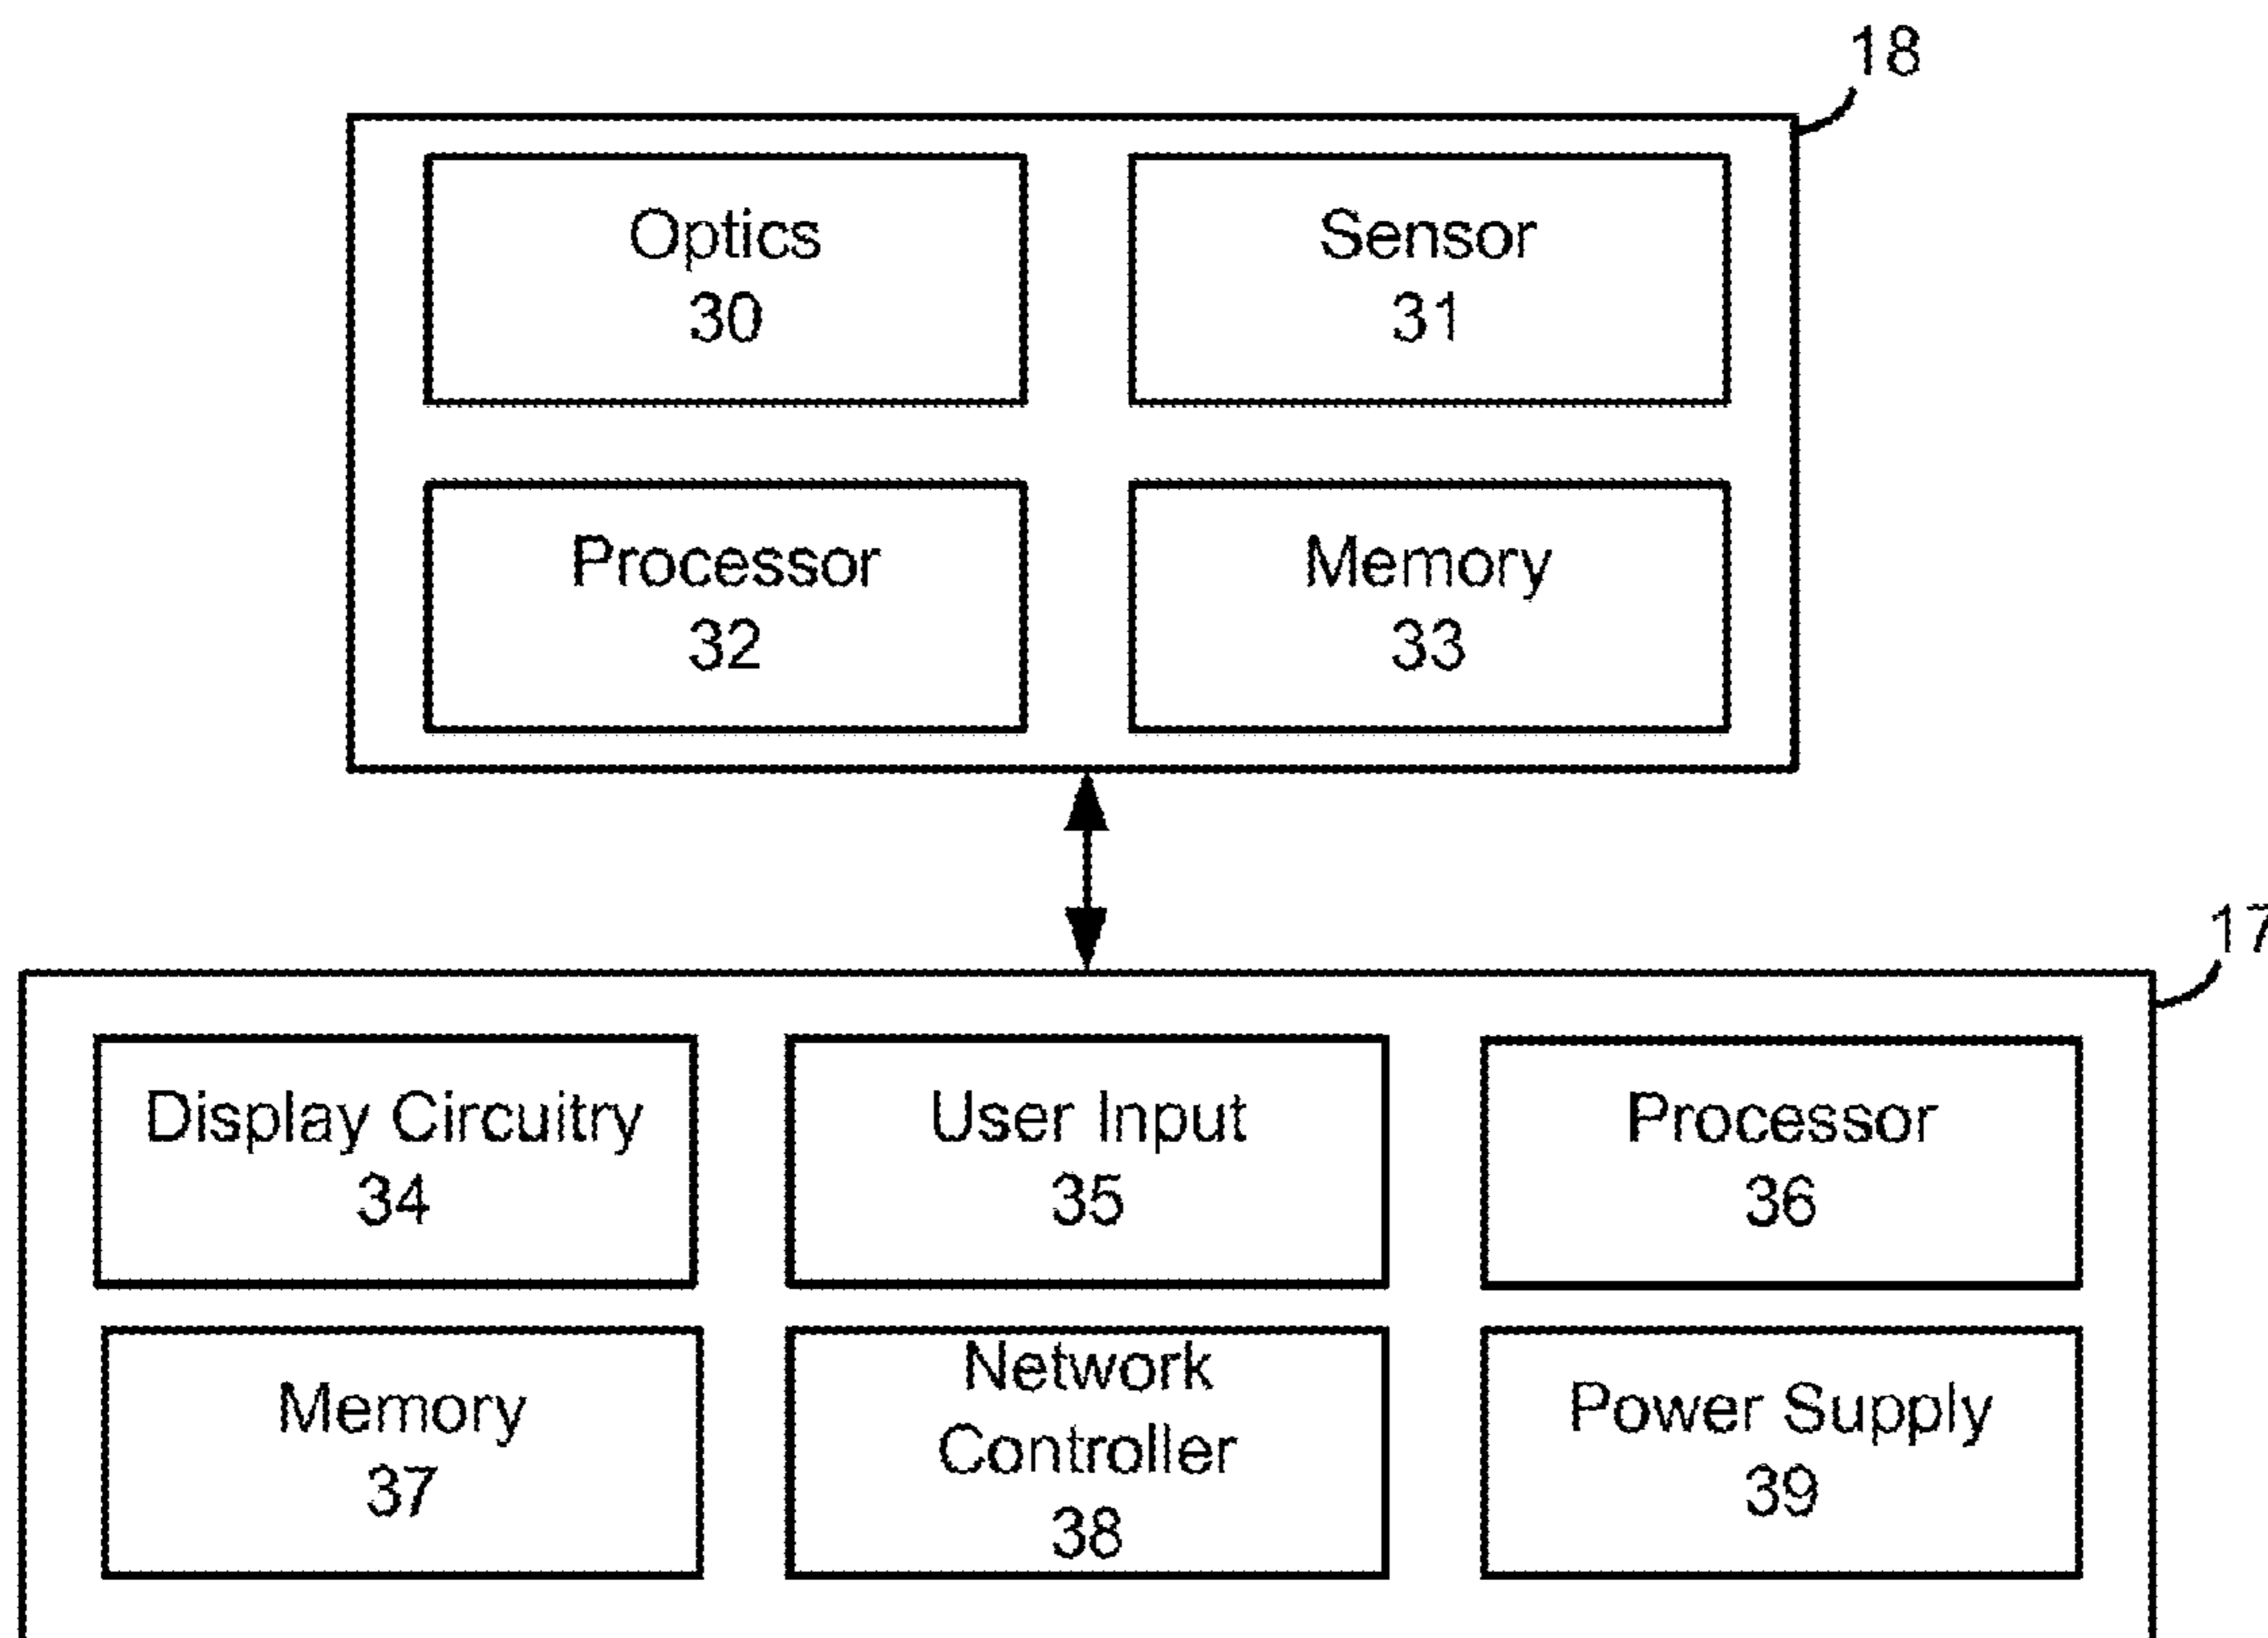 18
Optics
30
Sensor
31
Processor
32
Memory
33
17
Display Circuitry
34
User Input
35
Processor
36
Memory
37
Network
Controller
38
Power Supply
39